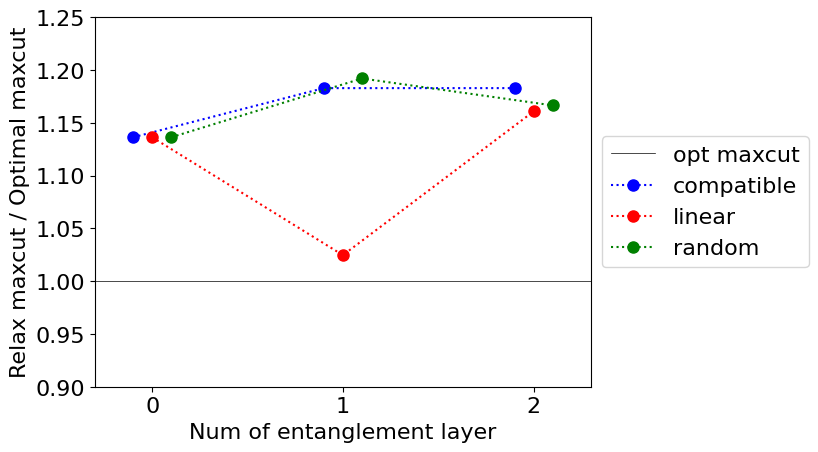 Relax maxcut / Optimal maxcut
1.25
1.20
1.15
1.10
1.05
1.00
0.95
0.90
0
1
2
Num of entanglement layer
opt maxcut
compatible
linear
random